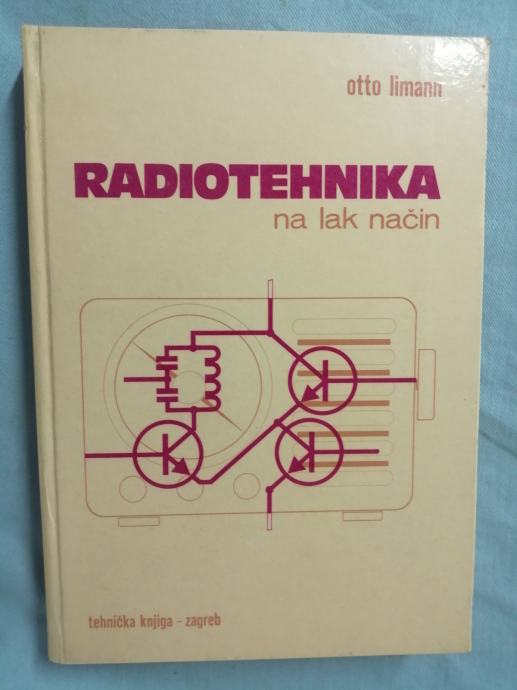 otto limann
RADIOTEHNIKA
na lak način
tehnička knjiga - zagreb